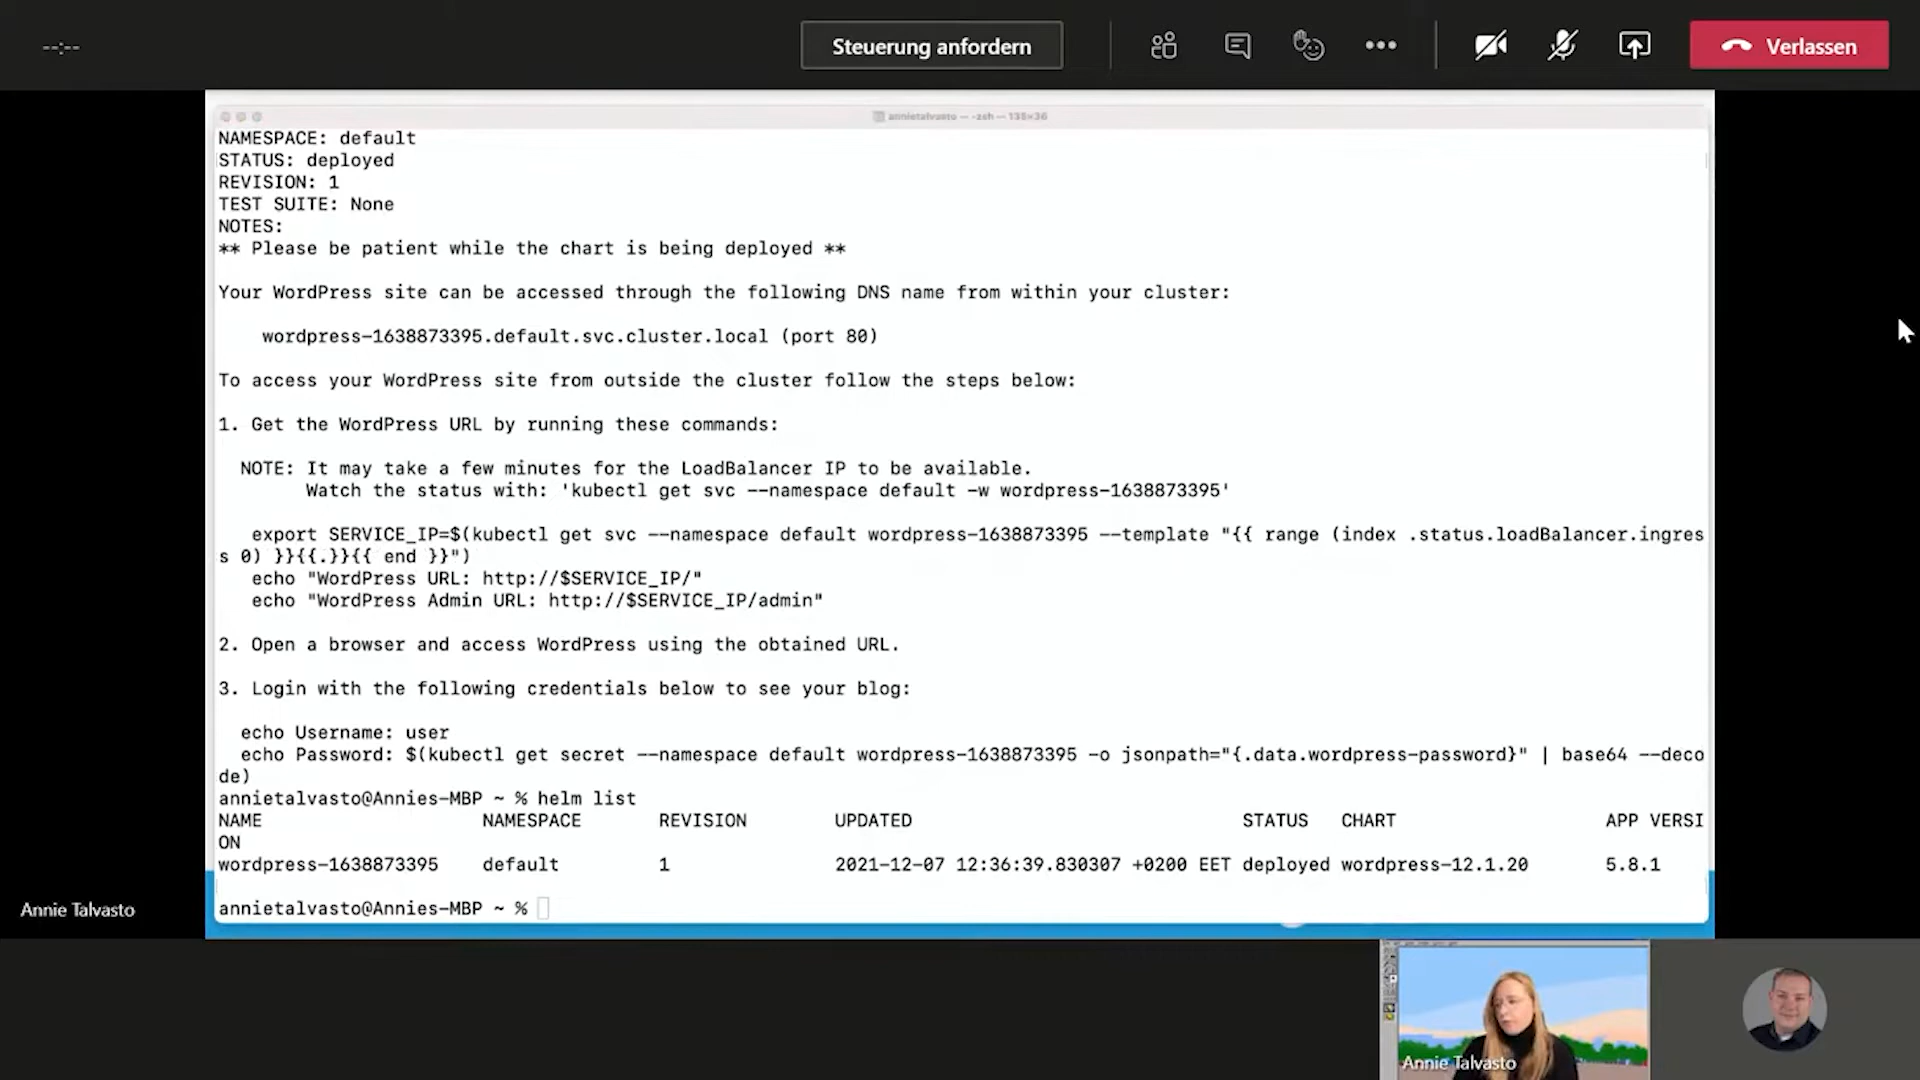 --:--
Steuerung anfordern
Verlassen
annietalvasto — -zsh — 135×36
NAMESPACE: default
STATUS: deployed
REVISION: 1
TEST SUITE: None
NOTES:
** Please be patient while the chart is being deployed **
Your WordPress site can be accessed through the following DNS name from within your cluster:
wordpress-1638873395.default.svc.cluster.local (port 80)
To access your WordPress site from outside the cluster follow the steps below:
1. Get the WordPress URL by running these commands:
NOTE: It may take a few minutes for the LoadBalancer IP to be available.
Watch the status with: 'kubectl get svc --namespace default -w wordpress-1638873395'
export SERVICE_IP=$(kubectl get svc --namespace default wordpress-1638873395 --template "{{ range (index .status.loadBalancer.ingres
s 0) }}{{.}}{{ end }}")
echo "WordPress URL: http://$SERVICE_IP/"
echo "WordPress Admin URL: http://$SERVICE_IP/admin"
2. Open a browser and access WordPress using the obtained URL.
3. Login with the following credentials below to see your blog:
echo Username: user
echo Password: $(kubectl get secret --namespace default wordpress-1638873395 -o jsonpath="{.data.wordpress-password}" | base64 --deco
de)
annietalvasto@Annies-MBP ~ % helm list
NAME NAMESPACE REVISION UPDATED STATUS CHART APP VERSI
ON
wordpress-1638873395 default 1 2021-12-07 12:36:39.830307 +0200 EET deployed wordpress-12.1.20 5.8.1
annietalvasto@Annies-MBP ~ %
Annie Talvasto
Annie Talvasto